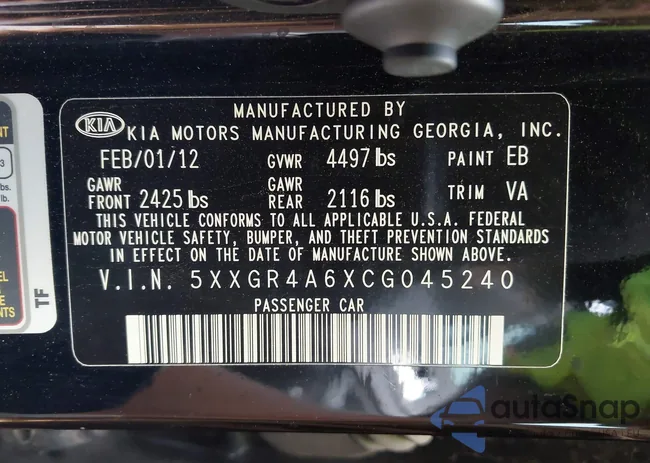 MANUFACTURED BY
KIA KIA MOTORS MANUFACTURING GEORGIA, INC.
FEB/01/12 GVWR 4497 lbs PAINT EB
GAWR FRONT 2425 lbs GAWR REAR 2116 lbs TRIM VA
THIS VEHICLE CONFORMS TO ALL APPLICABLE U.S.A. FEDERAL
MOTOR VEHICLE SAFETY, BUMPER, AND THEFT PREVENTION STANDARDS
IN EFFECT ON THE DATE OF MANUFACTURE SHOWN ABOVE.
V.I.N. 5XXGR4A6XCG045240
PASSENGER CAR
TF
autoSnap